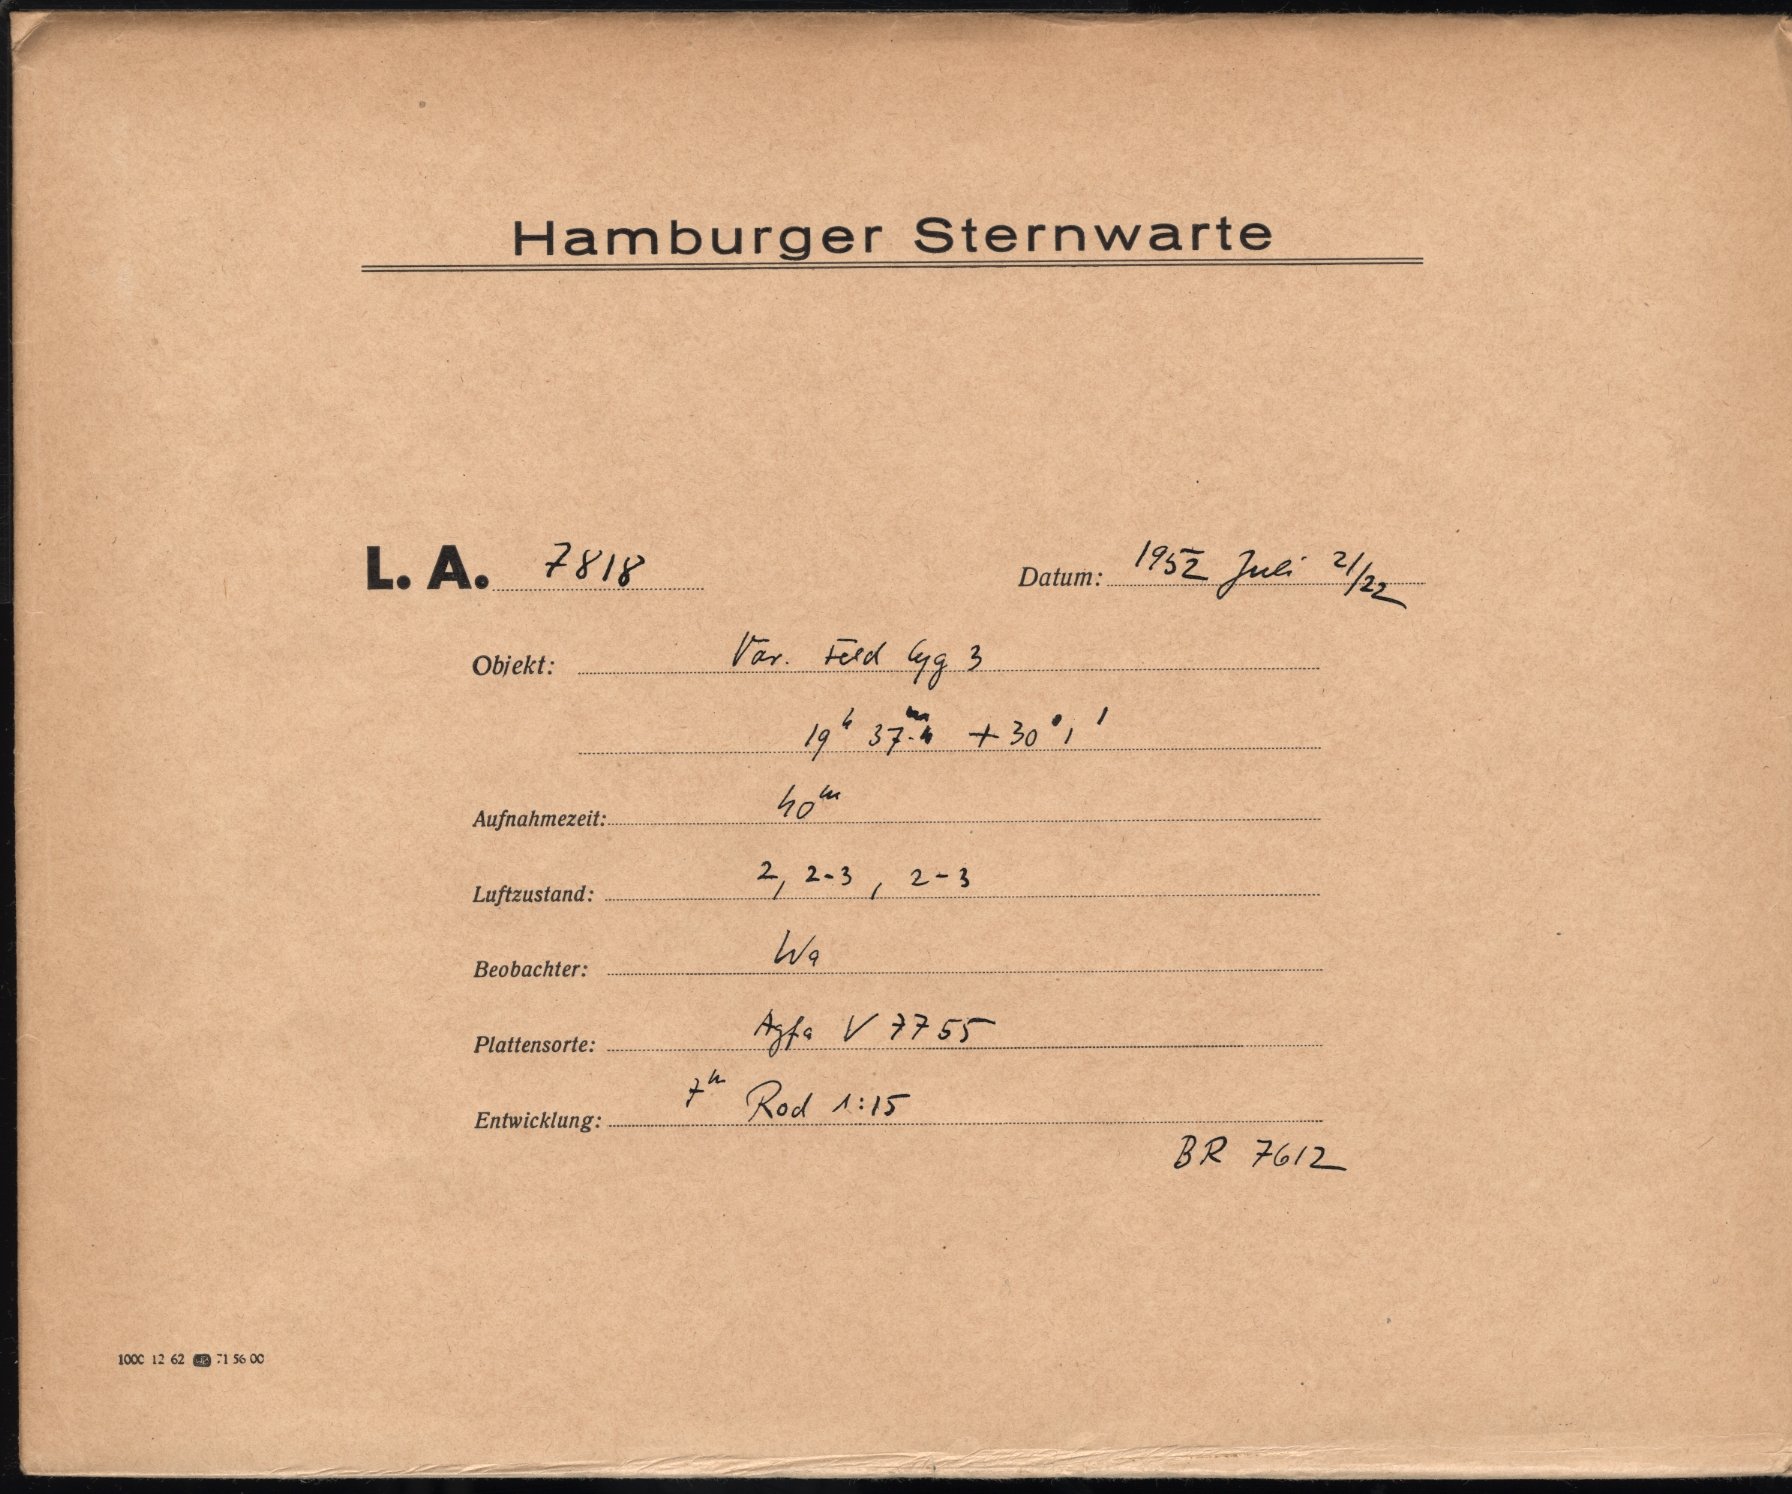 Hamburger Sternwarte
L. A. 7818 Datum: 1952 Juli 21/22
Objekt: Var. Feld Cyg 3
19ʰ 37ᵐ + 30° 1'
Aufnahmezeit: 40ᵐ
Luftzustand: 2, 2-3, 2-3
Beobachter: Wa
Plattensorte: Agfa V 7755
Entwicklung: 7ᵐ Rod 1:15
BR 7612
1000 12 62 71 56 00